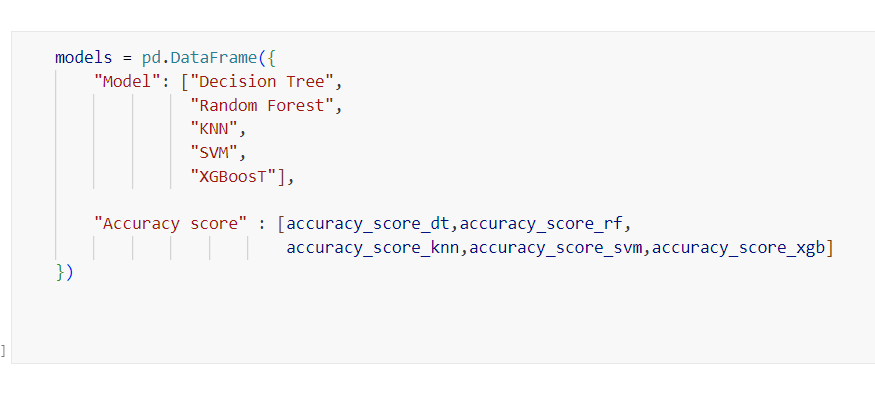 models = pd.DataFrame({
    "Model": ["Decision Tree",
              "Random Forest",
              "KNN",
              "SVM",
              "XGBoosT"],
    "Accuracy score" : [accuracy_score_dt,accuracy_score_rf,
                        accuracy_score_knn,accuracy_score_svm,accuracy_score_xgb]
})
]